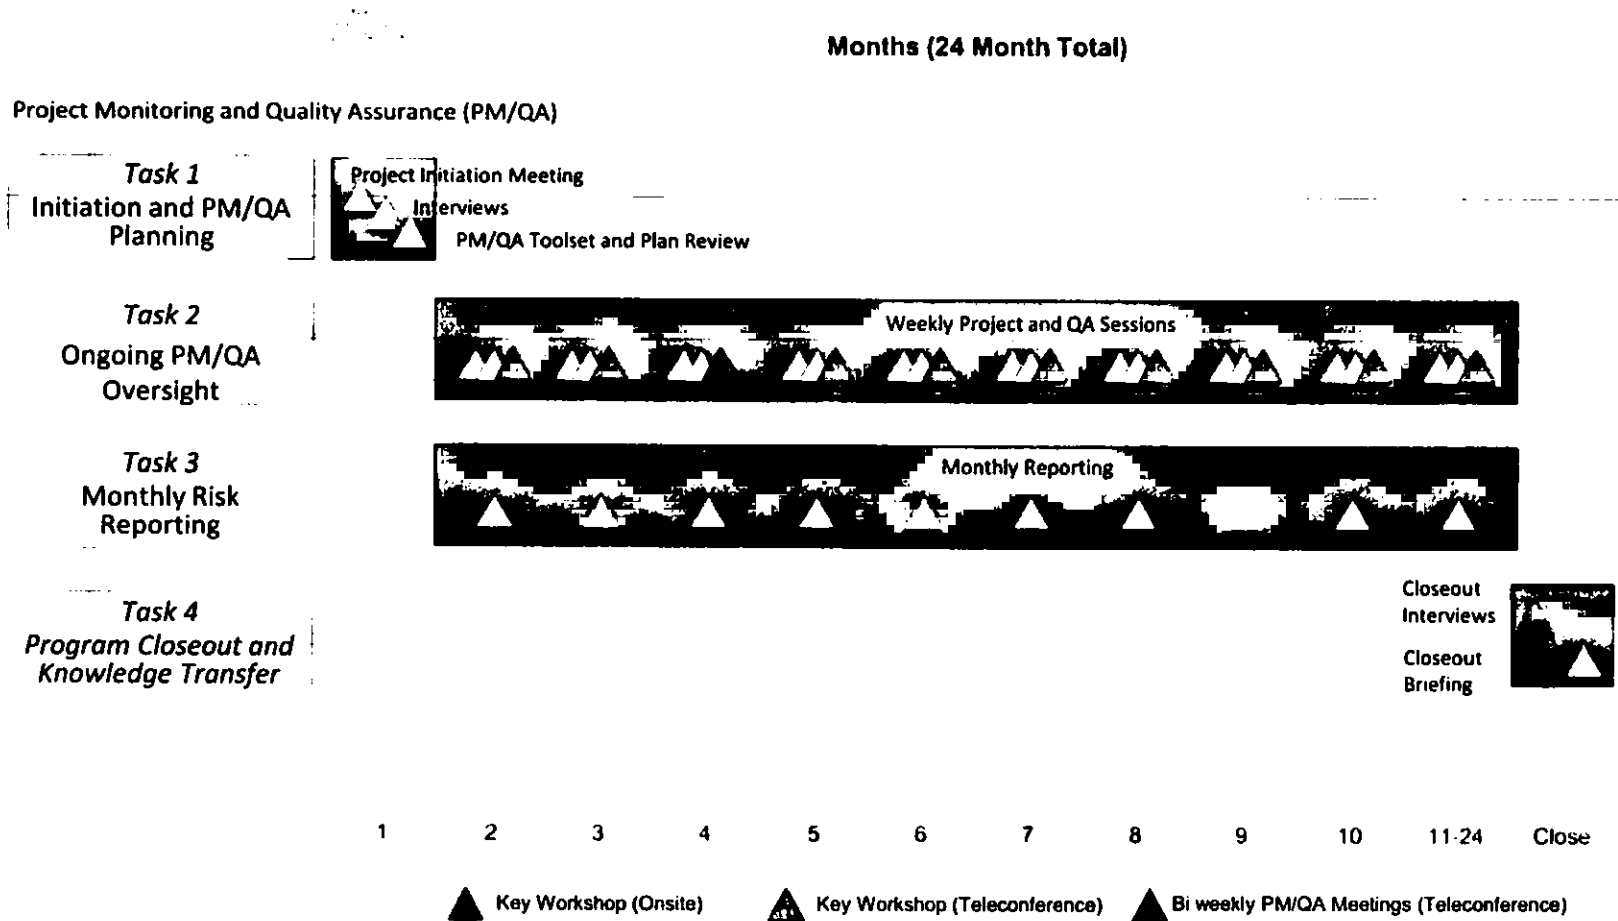 Months (24 Month Total)
Project Monitoring and Quality Assurance (PM/QA)
Task 1
Initiation and PM/QA
Planning
Project Initiation Meeting
Interviews
PM/QA Toolset and Plan Review
Task 2
Ongoing PM/QA
Oversight
Weekly Project and QA Sessions
Task 3
Monthly Risk
Reporting
Monthly Reporting
Task 4
Program Closeout and
Knowledge Transfer
Closeout
Interviews
Closeout
Briefing
1 2 3 4 5 6 7 8 9 10 11-24 Close
Key Workshop (Onsite) Key Workshop (Teleconference) Bi weekly PM/QA Meetings (Teleconference)